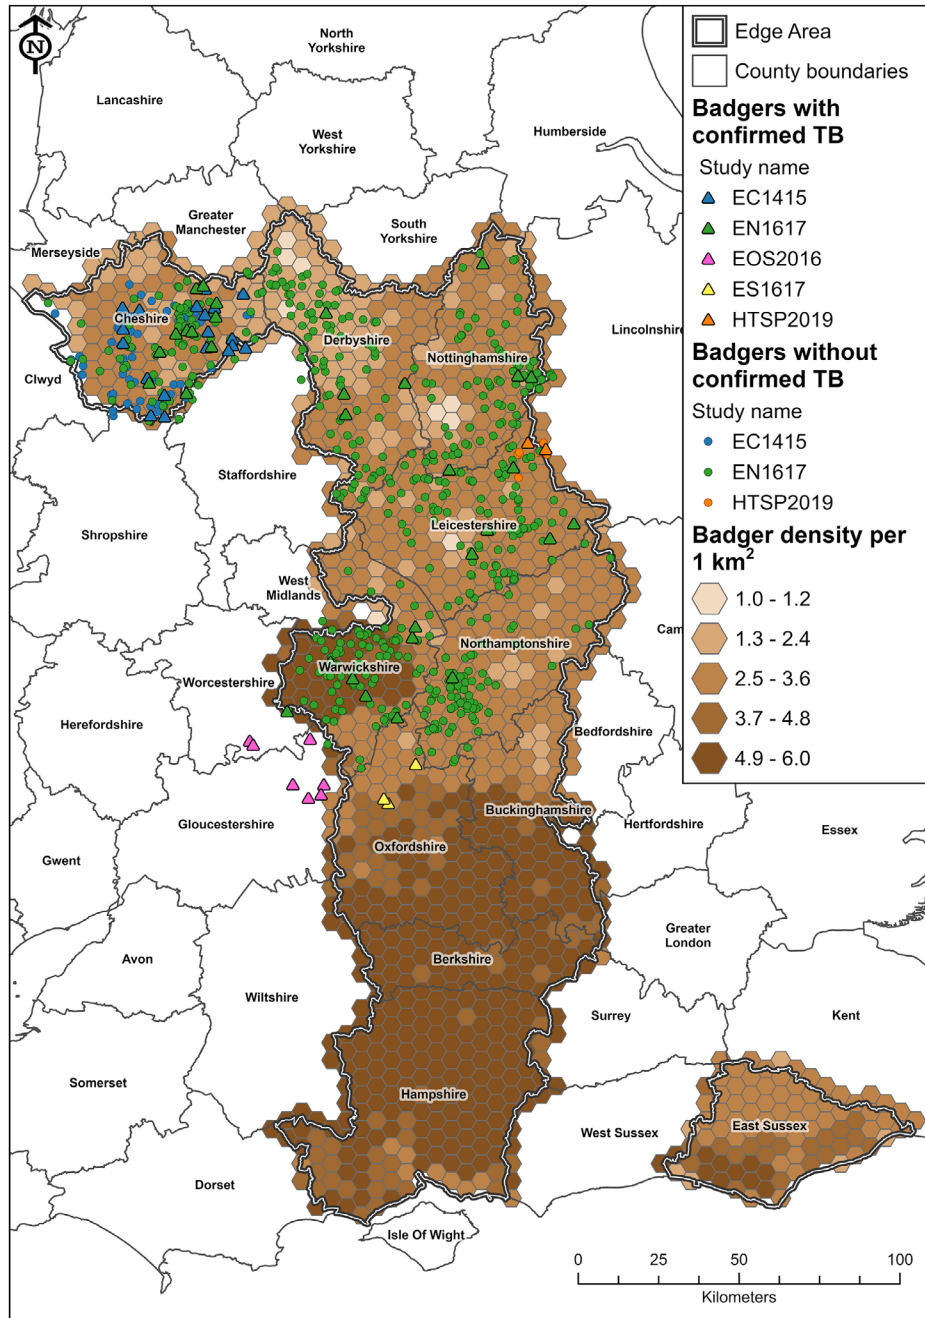 N
North
Yorkshire
Lancashire
West
Yorkshire
Humberside
Greater
Manchester
South
Yorkshire
Merseyside
Cheshire
Derbyshire
Lincolnshire
Nottinghamshire
Clwyd
Staffordshire
Shropshire
Leicestershire
West
Midlands
Cam
Northamptonshire
Warwickshire
Worcestershire
Herefordshire
Bedfordshire
Buckinghamshire
Gloucestershire
Hertfordshire
Essex
Oxfordshire
Gwent
Greater
London
Avon
Berkshire
Wiltshire
Surrey
Kent
Somerset
Hampshire
East Sussex
West Sussex
Dorset
Isle Of Wight
Edge Area
County boundaries
Badgers with
confirmed TB
Study name
EC1415
EN1617
EOS2016
ES1617
HTSP2019
Badgers without
confirmed TB
Study name
EC1415
EN1617
HTSP2019
Badger density per
1 km²
1.0 - 1.2
1.3 - 2.4
2.5 - 3.6
3.7 - 4.8
4.9 - 6.0
0 25 50 100
Kilometers